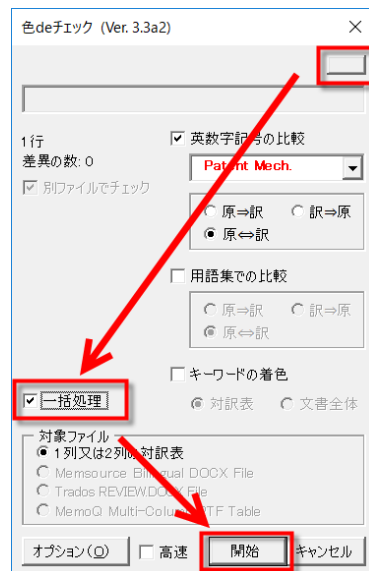 色deチェック (Ver. 3.3a2)
1行
差異の数: 0
別ファイルでチェック
英数字記号の比較
Patent Mech.
原⇒訳 訳⇒原
原⇔訳
用語集での比較
原⇒訳 訳⇒原
原⇔訳
キーワードの着色
対訳表 文書全体
一括処理
対象ファイル
1列又は2列の対訳表
Memsource Bilingual DOCX File
Trados REVIEW.DOCX File
MemoQ Multi-Column RTF Table
オプション(O) 高速 開始 キャンセル